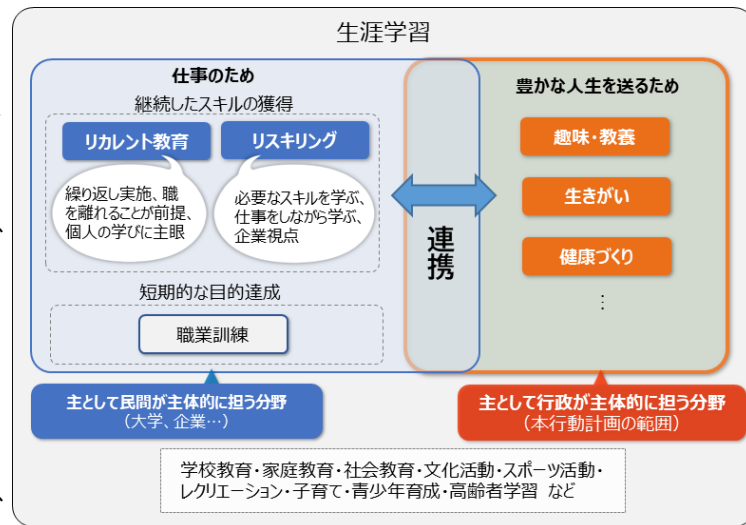 生涯学習
仕事のため
継続したスキルの獲得
リカレント教育
リスキリング
繰り返し実施、職
を離れることが前提、
個人の学びに主眼
必要なスキルを学ぶ、
仕事をしながら学ぶ、
企業視点
短期的な目的達成
職業訓練
連携
豊かな人生を送るため
趣味・教養
生きがい
健康づくり
⋮
主として民間が主体的に担う分野
（大学、企業…）
主として行政が主体的に担う分野
（本行動計画の範囲）
学校教育・家庭教育・社会教育・文化活動・スポーツ活動・
レクリエーション・子育て・青少年育成・高齢者学習 など